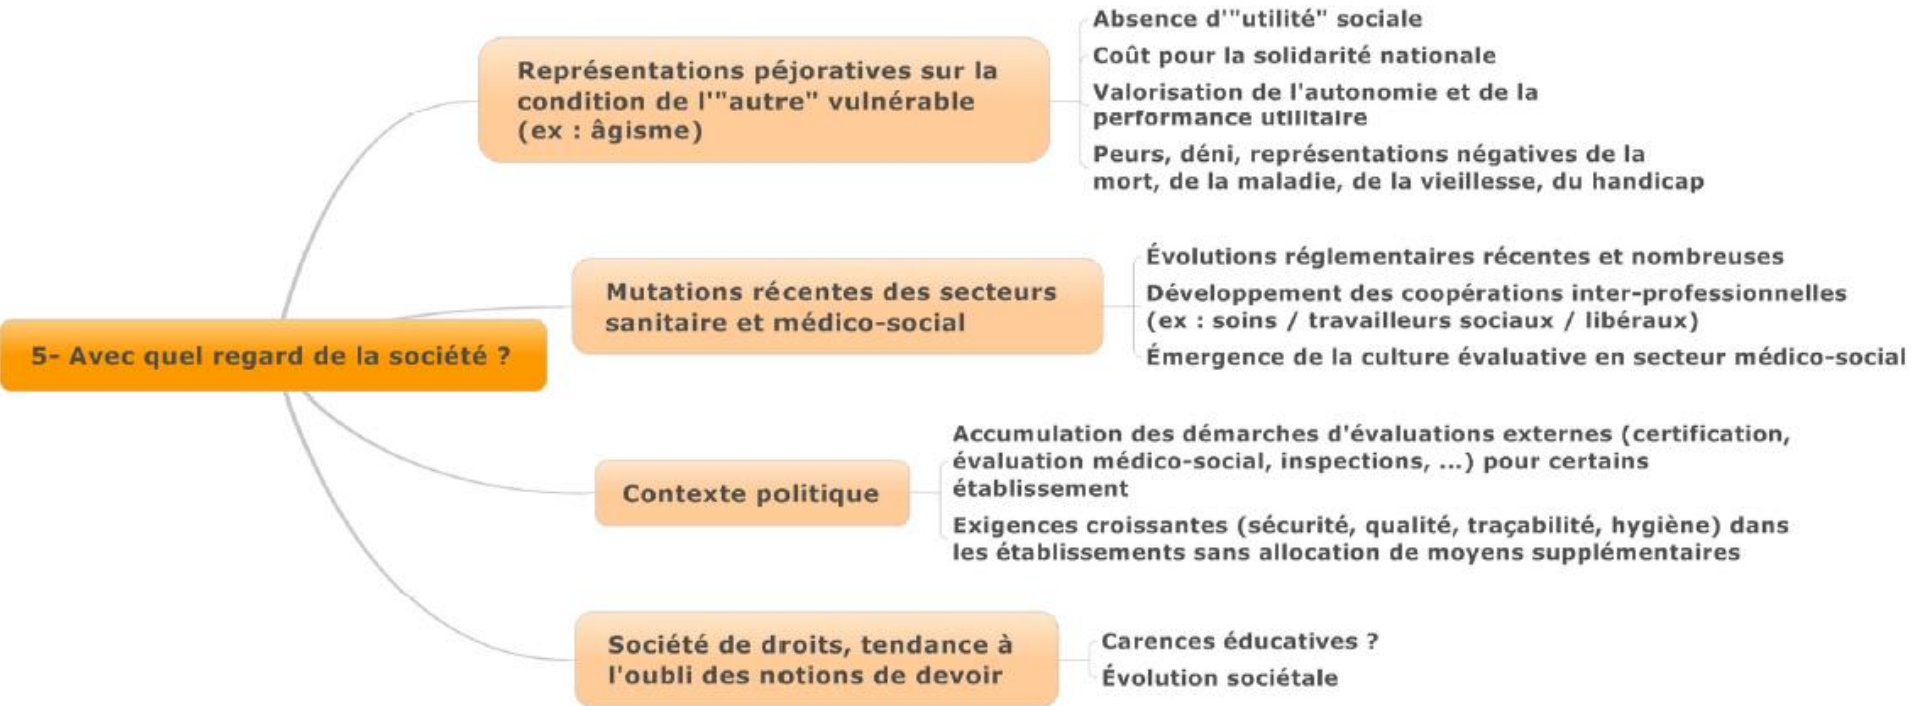 5- Avec quel regard de la société ?
Représentations péjoratives sur la
condition de l'"autre" vulnérable
(ex : âgisme)
Absence d'"utilité" sociale
Coût pour la solidarité nationale
Valorisation de l'autonomie et de la
performance utilitaire
Peurs, déni, représentations négatives de la
mort, de la maladie, de la vieillesse, du handicap
Mutations récentes des secteurs
sanitaire et médico-social
Évolutions réglementaires récentes et nombreuses
Développement des coopérations inter-professionnelles
(ex : soins / travailleurs sociaux / libéraux)
Émergence de la culture évaluative en secteur médico-social
Contexte politique
Accumulation des démarches d'évaluations externes (certification,
évaluation médico-social, inspections, ...) pour certains
établissement
Exigences croissantes (sécurité, qualité, traçabilité, hygiène) dans
les établissements sans allocation de moyens supplémentaires
Société de droits, tendance à
l'oubli des notions de devoir
Carences éducatives ?
Évolution sociétale